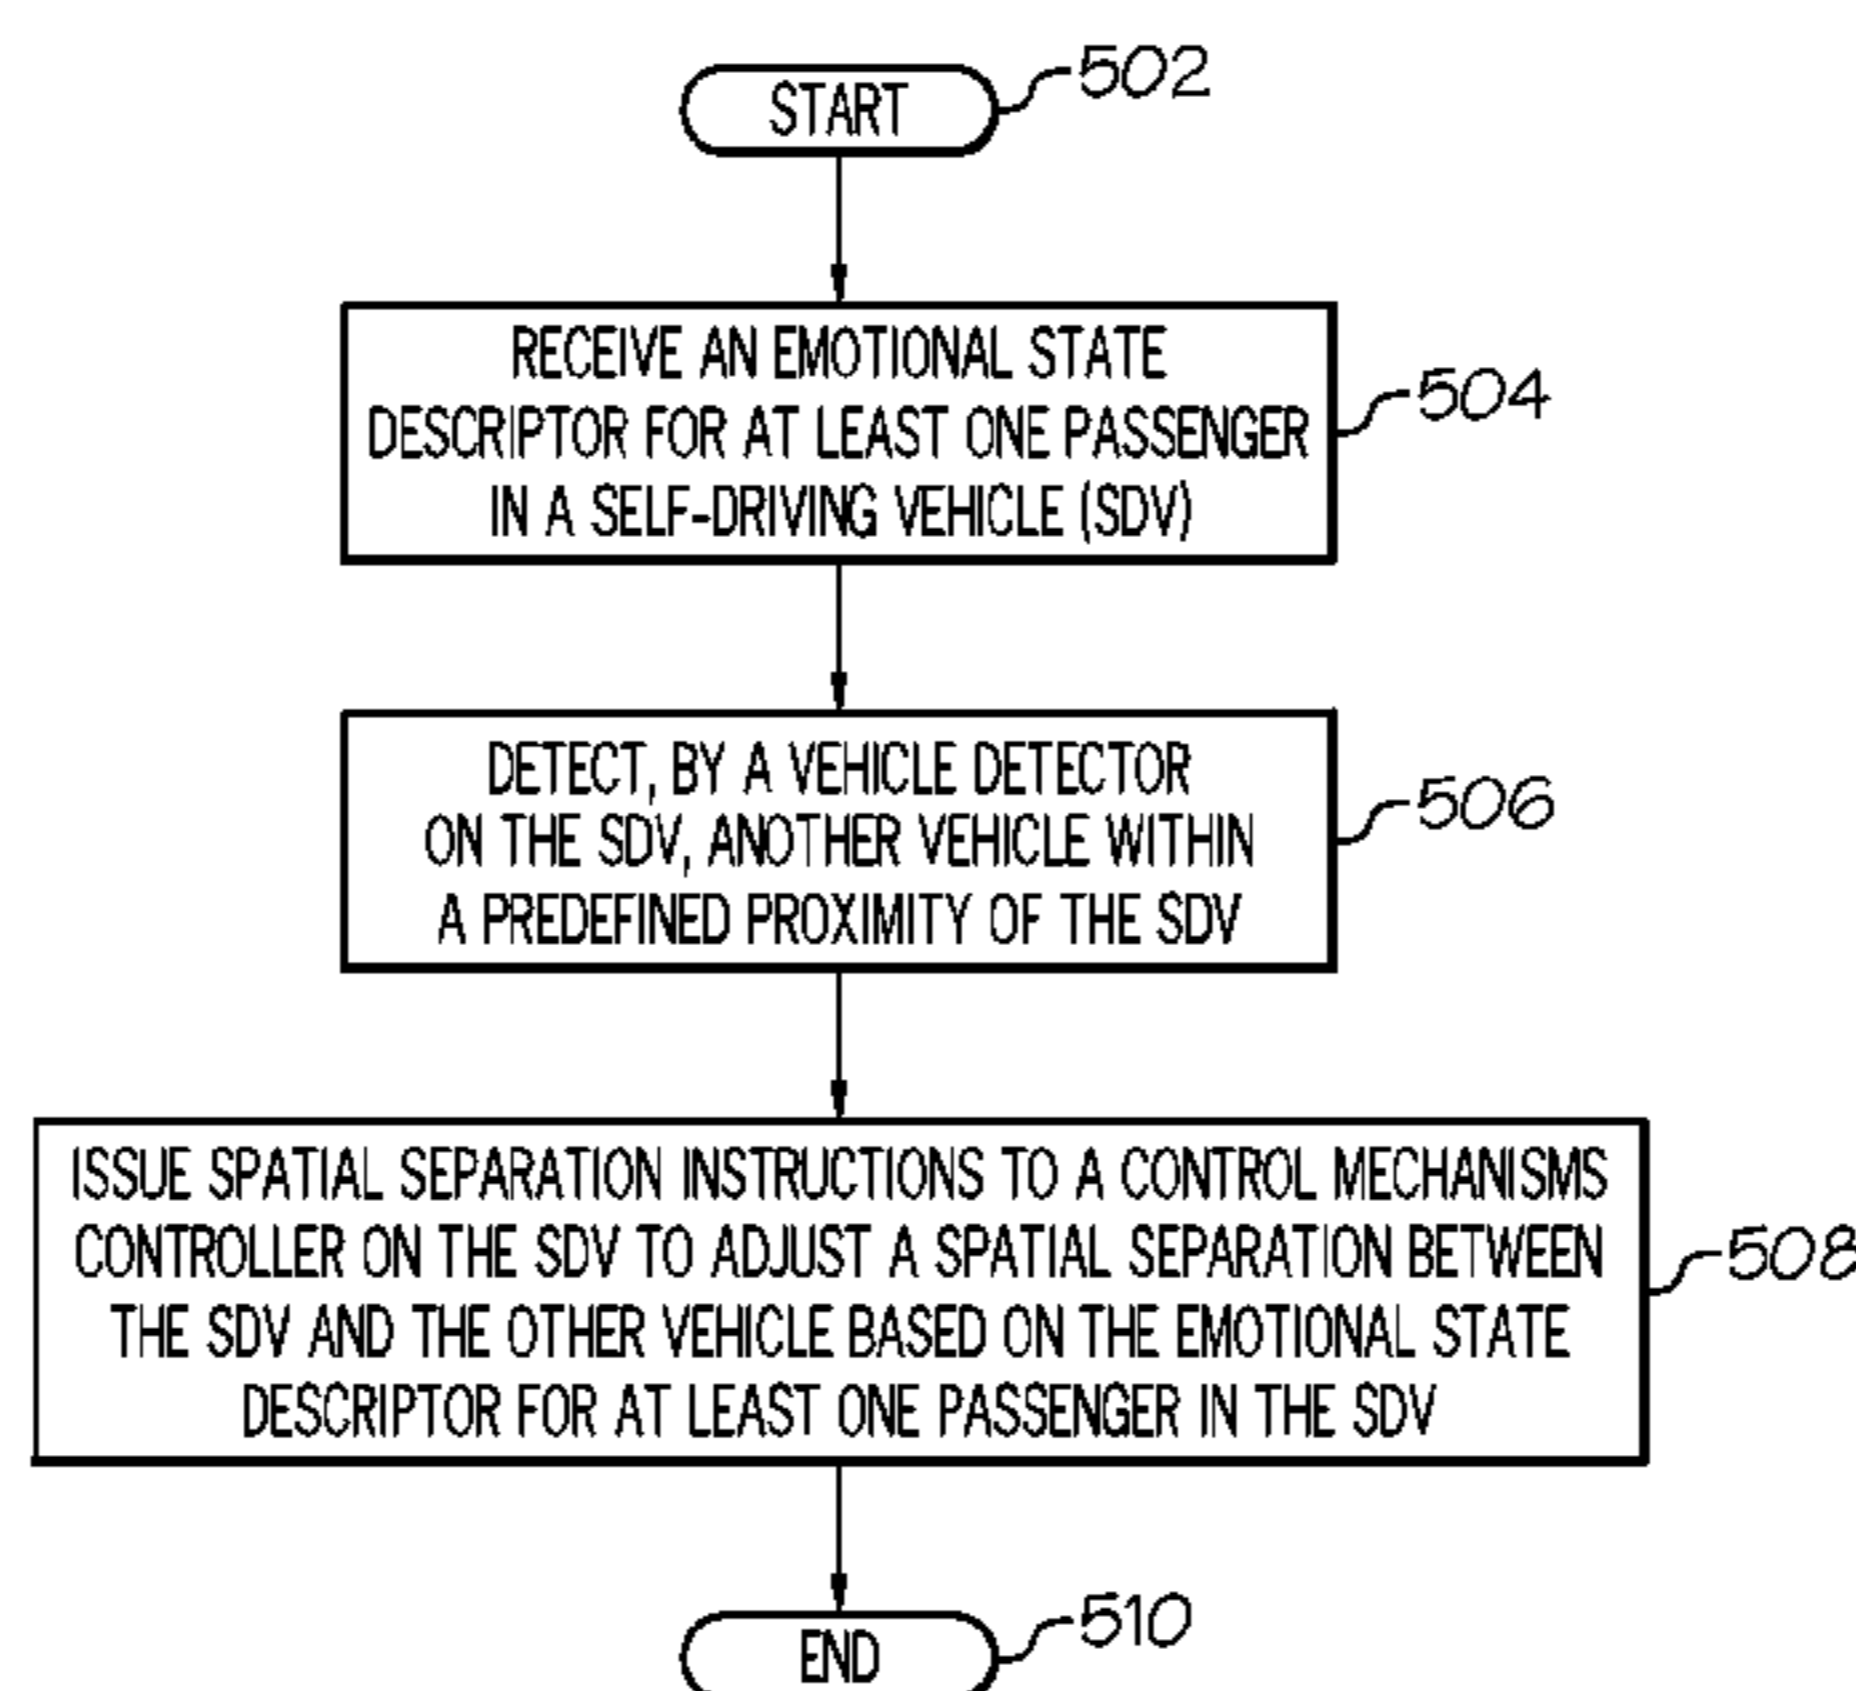 START
502
RECEIVE AN EMOTIONAL STATE
DESCRIPTOR FOR AT LEAST ONE PASSENGER
IN A SELF-DRIVING VEHICLE (SDV)
504
DETECT, BY A VEHICLE DETECTOR
ON THE SDV, ANOTHER VEHICLE WITHIN
A PREDEFINED PROXIMITY OF THE SDV
506
ISSUE SPATIAL SEPARATION INSTRUCTIONS TO A CONTROL MECHANISMS
CONTROLLER ON THE SDV TO ADJUST A SPATIAL SEPARATION BETWEEN
THE SDV AND THE OTHER VEHICLE BASED ON THE EMOTIONAL STATE
DESCRIPTOR FOR AT LEAST ONE PASSENGER IN THE SDV
508
END
510